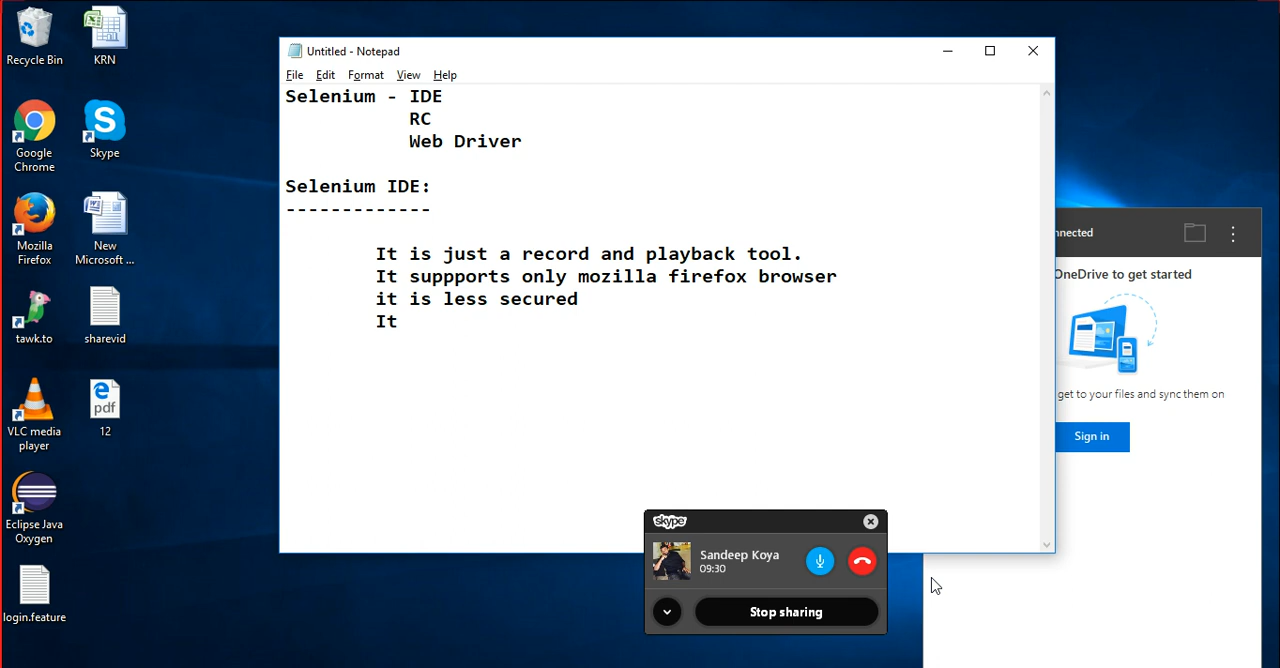 Recycle Bin
KRN
Google
Chrome
Skype
Mozilla
Firefox
New
Microsoft ...
tawk.to
sharevid
VLC media
player
pdf
12
Eclipse Java
Oxygen
login.feature
Untitled - Notepad
File Edit Format View Help
Selenium - IDE
RC
Web Driver
Selenium IDE:
-------------
It is just a record and playback tool.
It suppports only mozilla firefox browser
it is less secured
It
nnected
OneDrive to get started
get to your files and sync them on
Sign in
skype
Sandeep Koya
09:30
Stop sharing